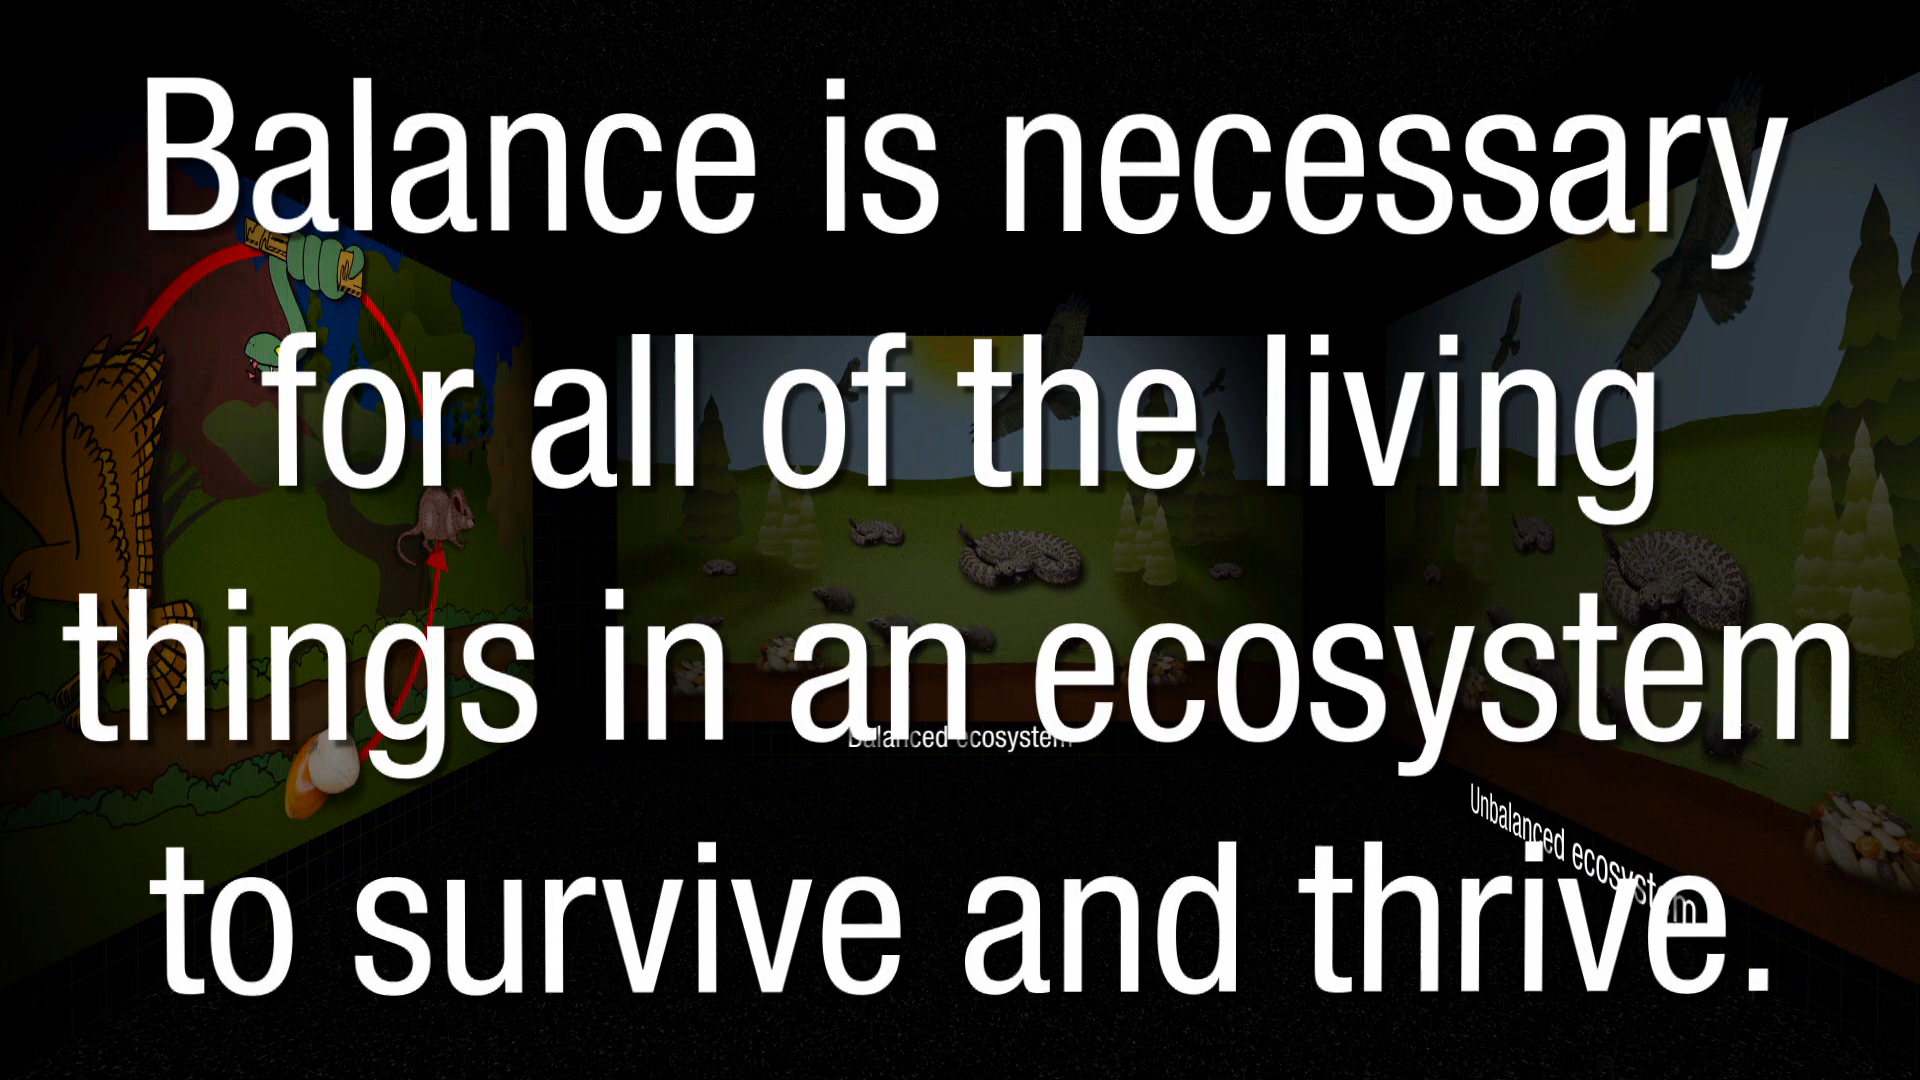 Balance is necessary
for all of the living
things in an ecosystem
to survive and thrive.
Balanced ecosystem
Unbalanced ecosystem